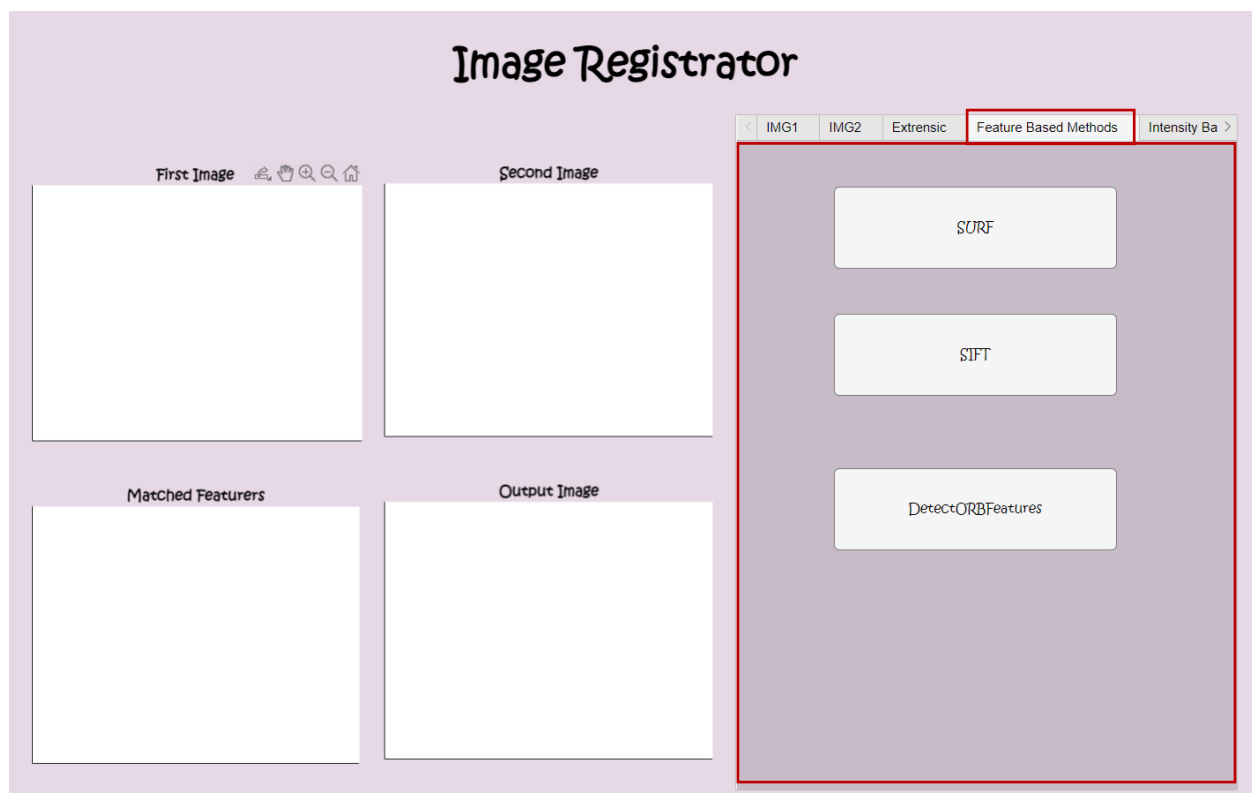 Image Registrator
IMG1 IMG2 Extrensic Feature Based Methods Intensity Ba
First Image
Second Image
SURF
SIFT
Matched Featurers
Output Image
DetectORBFeatures